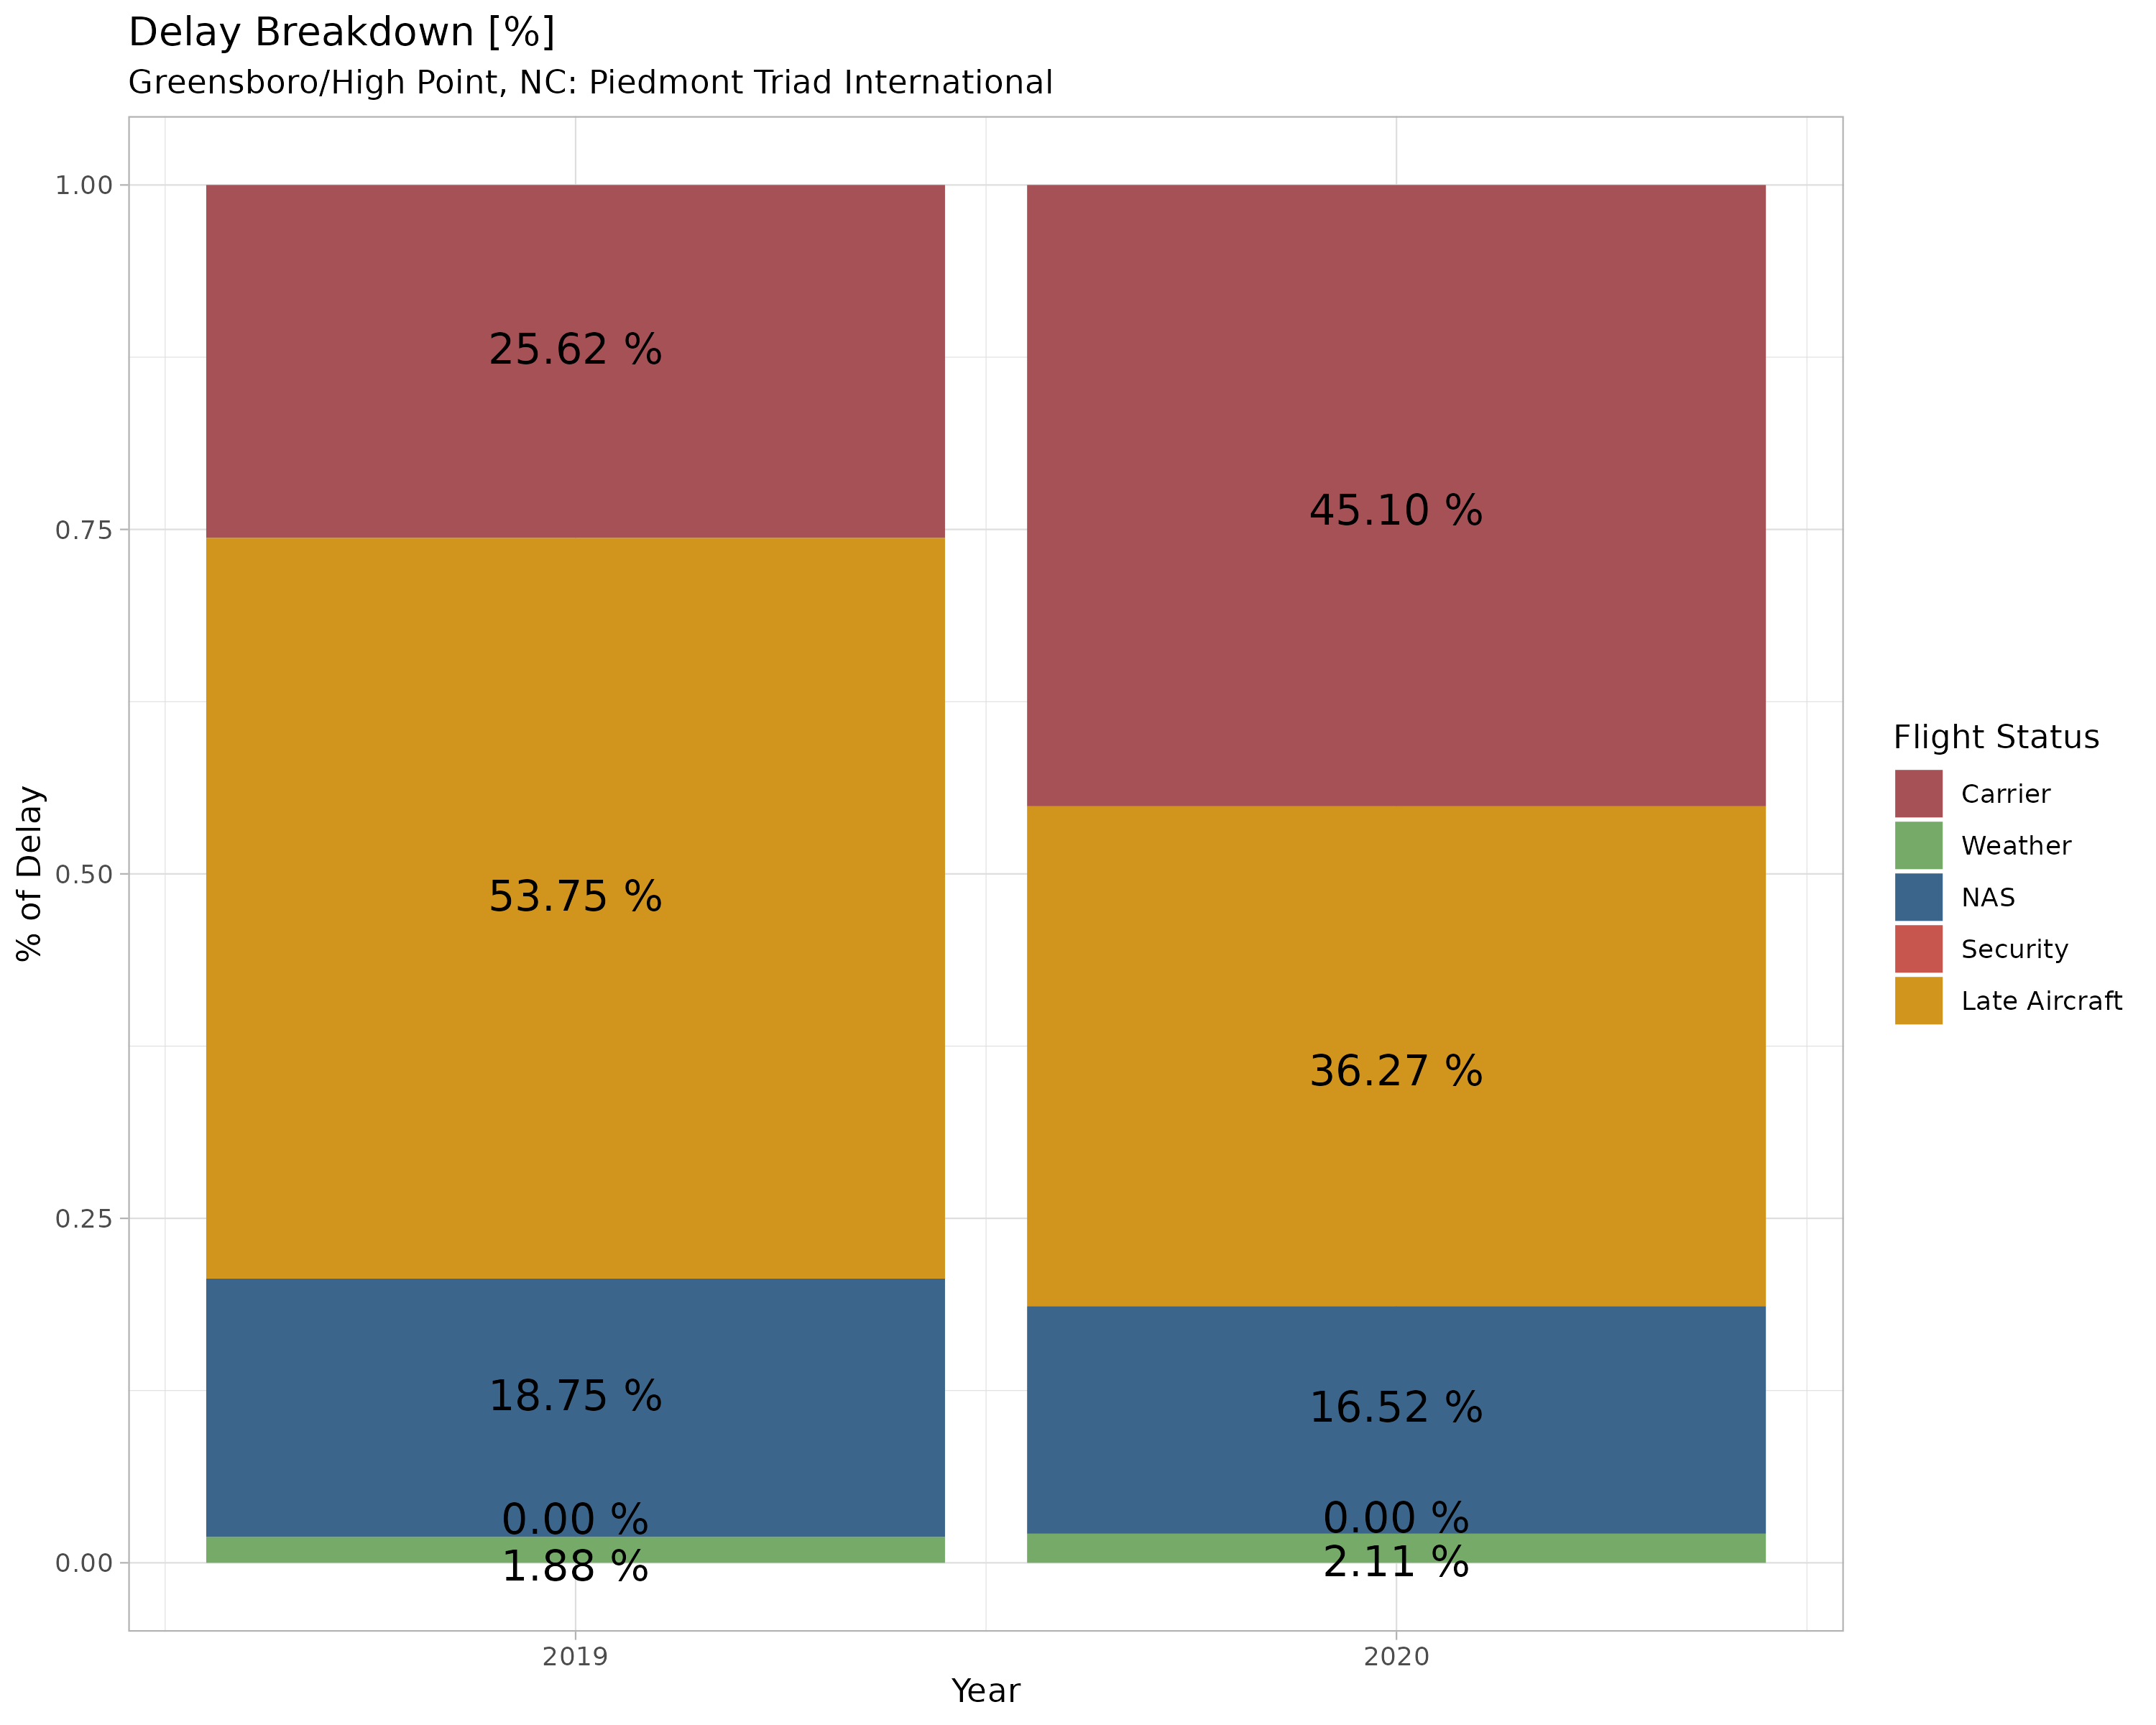 Delay Breakdown [%]
Greensboro/High Point, NC: Piedmont Triad International
% of Delay
1.00
0.75
0.50
0.25
0.00
25.62 %
53.75 %
18.75 %
0.00 %
1.88 %
45.10 %
36.27 %
16.52 %
0.00 %
2.11 %
2019
2020
Year
Flight Status
Carrier
Weather
NAS
Security
Late Aircraft